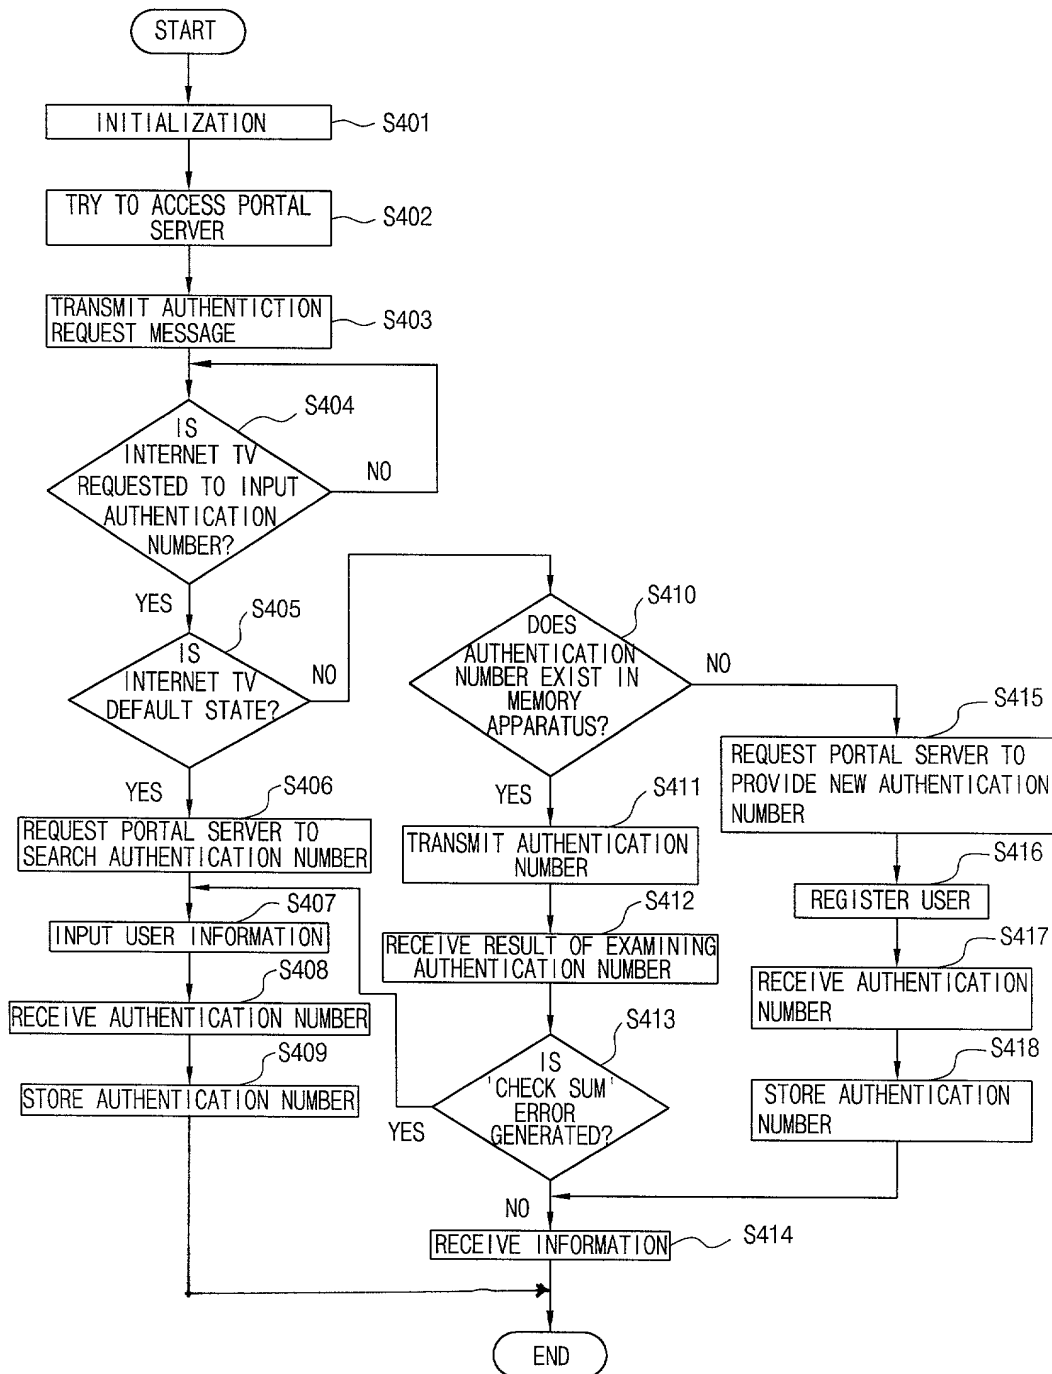 START
INITIALIZATION
S401
TRY TO ACCESS PORTAL
SERVER
S402
TRANSMIT AUTHENTICTION
REQUEST MESSAGE
S403
S404
IS
INTERNET TV
REQUESTED TO INPUT
AUTHENTICATION
NUMBER?
NO
YES
S405
IS
INTERNET TV
DEFAULT STATE?
NO
YES
S406
REQUEST PORTAL SERVER TO
SEARCH AUTHENTICATION NUMBER
S407
INPUT USER INFORMATION
S408
RECEIVE AUTHENTICATION NUMBER
S409
STORE AUTHENTICATION NUMBER
S410
DOES
AUTHENTICATION
NUMBER EXIST IN
MEMORY
APPARATUS?
NO
YES
S411
TRANSMIT AUTHENTICATION
NUMBER
S412
RECEIVE RESULT OF EXAMINING
AUTHENTICATION NUMBER
S413
IS
'CHECK SUM'
ERROR
GENERATED?
YES
NO
RECEIVE INFORMATION
S414
S415
REQUEST PORTAL SERVER TO
PROVIDE NEW AUTHENTICATION
NUMBER
S416
REGISTER USER
S417
RECEIVE AUTHENTICATION
NUMBER
S418
STORE AUTHENTICATION
NUMBER
END